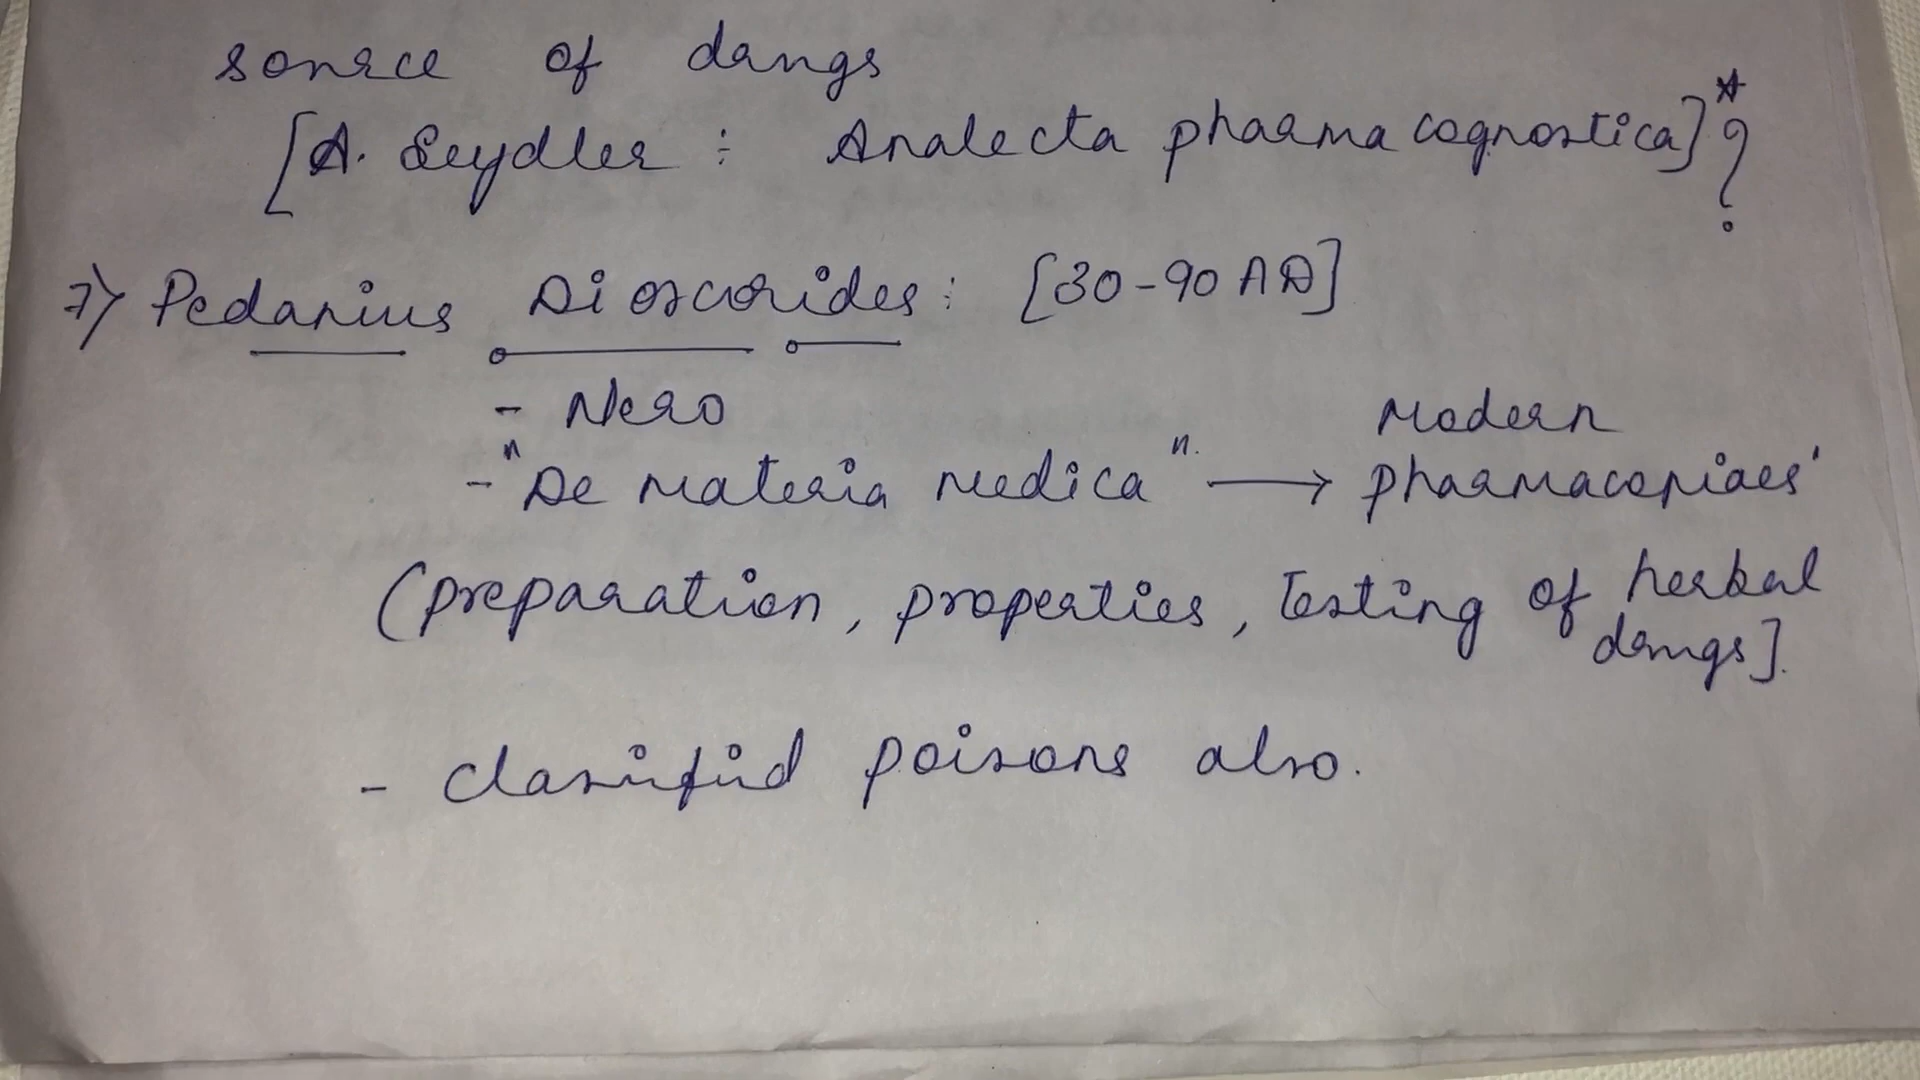 source of drugs
[A. Seydler : Analecta pharmacognostica]*?
7) Pedanius Dioscorides : [30-90 AD]
- Nero
- "De Materia Medica" → Modern pharmacopiaes'
(preparation, properties, Testing of herbal drugs].
- Classified poisons also.